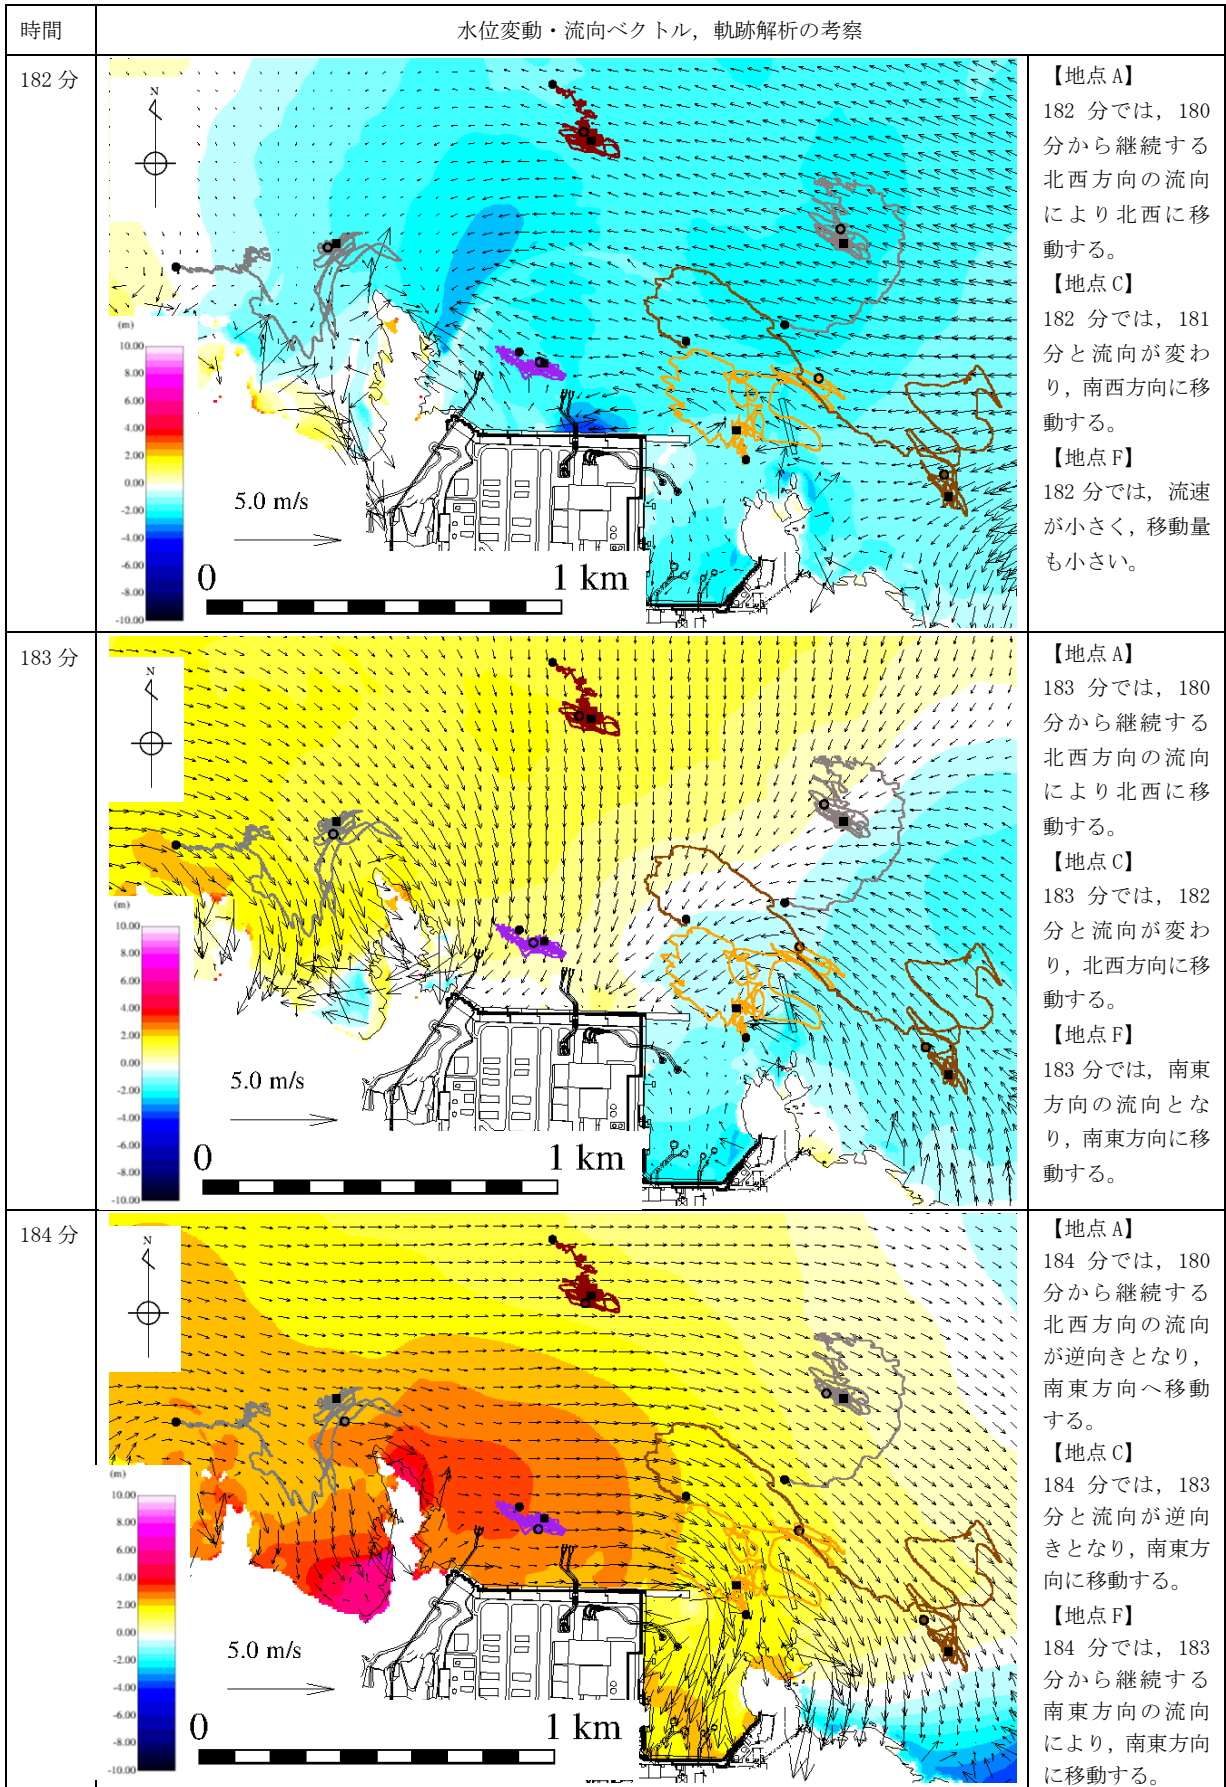 時間
水位変動・流向ベクトル，軌跡解析の考察
182 分
N
(m)
10.00
8.00
6.00
4.00
2.00
0.00
-2.00
-4.00
-6.00
-8.00
-10.00
5.0 m/s
0
1 km
【地点 A】
182 分では，180
分から継続する
北西方向の流向
により北西に移
動する。
【地点 C】
182 分では，181
分と流向が変わ
り，南西方向に移
動する。
【地点 F】
182 分では，流速
が小さく，移動量
も小さい。
183 分
N
(m)
10.00
8.00
6.00
4.00
2.00
0.00
-2.00
-4.00
-6.00
-8.00
-10.00
5.0 m/s
0
1 km
【地点 A】
183 分では，180
分から継続する
北西方向の流向
により北西に移
動する。
【地点 C】
183 分では，182
分と流向が変わ
り，北西方向に移
動する。
【地点 F】
183 分では，南東
方向の流向とな
り，南東方向に移
動する。
184 分
N
(m)
10.00
8.00
6.00
4.00
2.00
0.00
-2.00
-4.00
-6.00
-8.00
-10.00
5.0 m/s
0
1 km
【地点 A】
184 分では，180
分から継続する
北西方向の流向
が逆向きとなり，
南東方向へ移動
する。
【地点 C】
184 分では，183
分と流向が逆向
きとなり，南東方
向に移動する。
【地点 F】
184 分では，183
分から継続する
南東方向の流向
により，南東方向
に移動する。